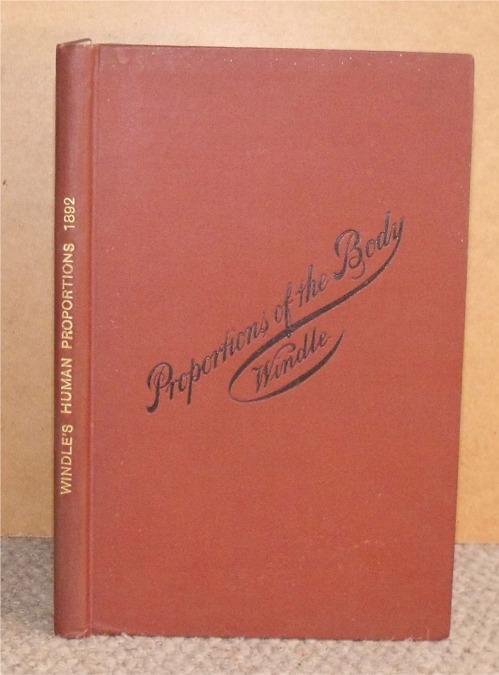 WINDLE'S HUMAN PROPORTIONS 1892
Proportions of the Body
Windle